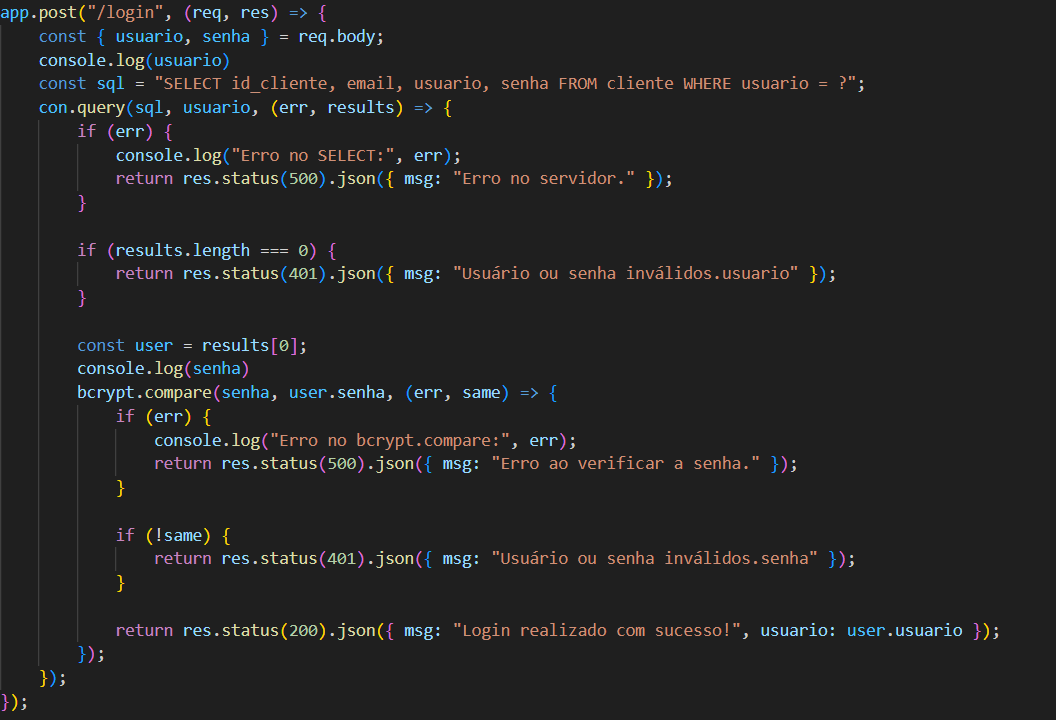 app.post("/login", (req, res) => {
    const { usuario, senha } = req.body;
    console.log(usuario)
    const sql = "SELECT id_cliente, email, usuario, senha FROM cliente WHERE usuario = ?";
    con.query(sql, usuario, (err, results) => {
        if (err) {
            console.log("Erro no SELECT:", err);
            return res.status(500).json({ msg: "Erro no servidor." });
        }

        if (results.length === 0) {
            return res.status(401).json({ msg: "Usuário ou senha inválidos.usuario" });
        }

        const user = results[0];
        console.log(senha)
        bcrypt.compare(senha, user.senha, (err, same) => {
            if (err) {
                console.log("Erro no bcrypt.compare:", err);
                return res.status(500).json({ msg: "Erro ao verificar a senha." });
            }

            if (!same) {
                return res.status(401).json({ msg: "Usuário ou senha inválidos.senha" });
            }

            return res.status(200).json({ msg: "Login realizado com sucesso!", usuario: user.usuario });
        });
    });
});